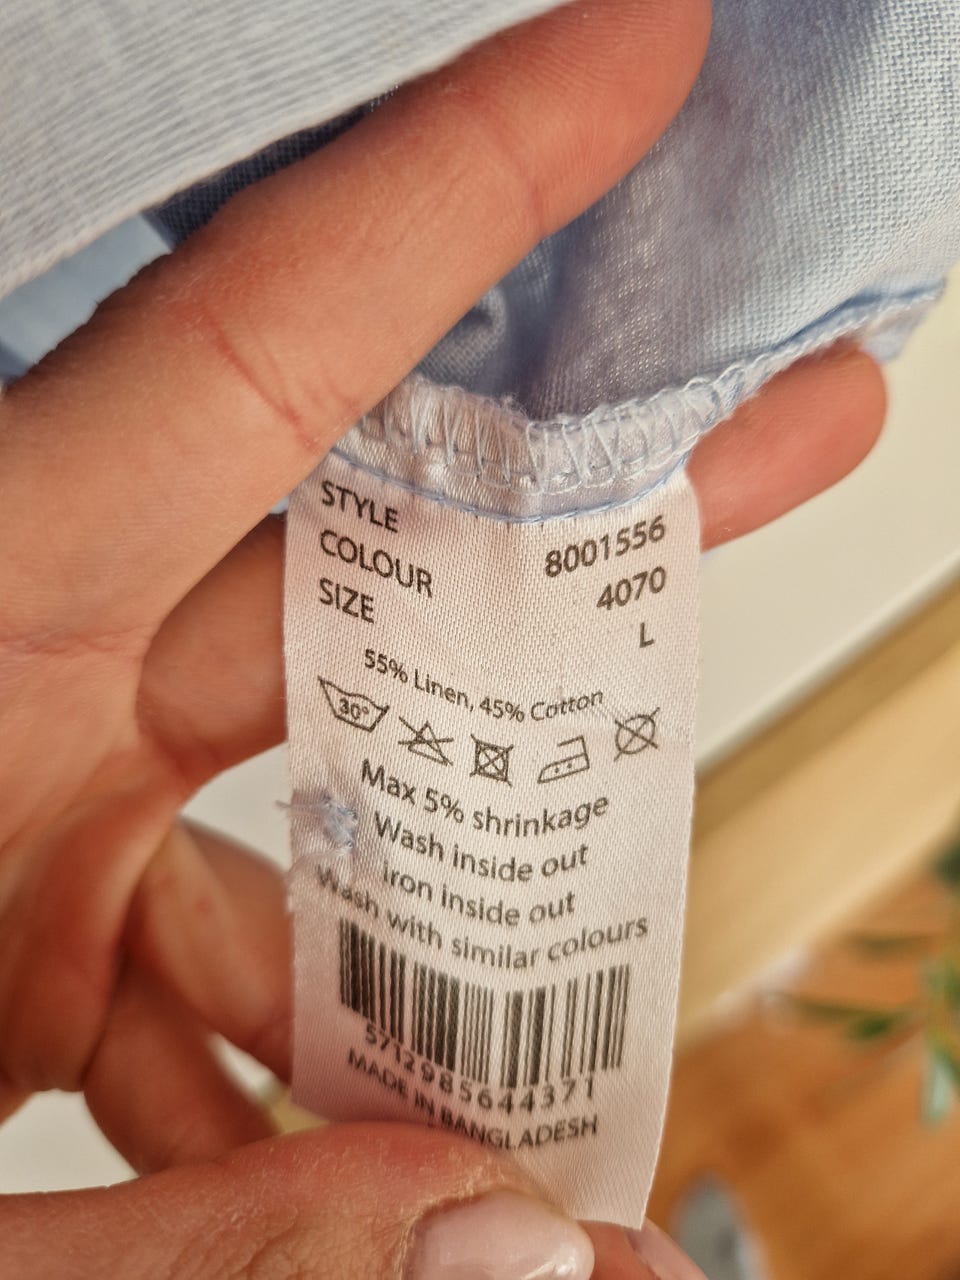 STYLE 8001556
COLOUR 4070
SIZE L
55% Linen, 45% Cotton
30°
Max 5% shrinkage
Wash inside out
iron inside out
Wash with similar colours
5712985644371
MADE IN BANGLADESH